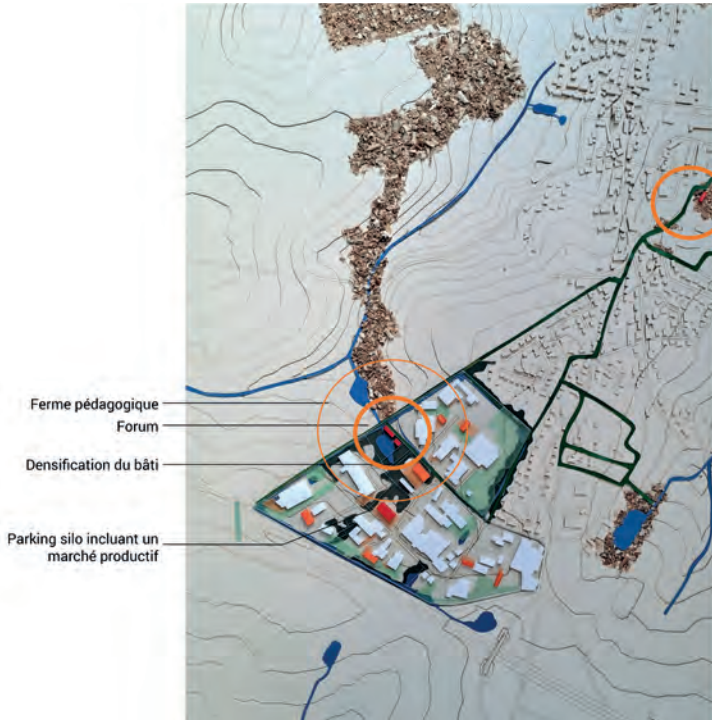 Ferme pédagogique
Forum
Densification du bâti
Parking silo incluant un
marché productif